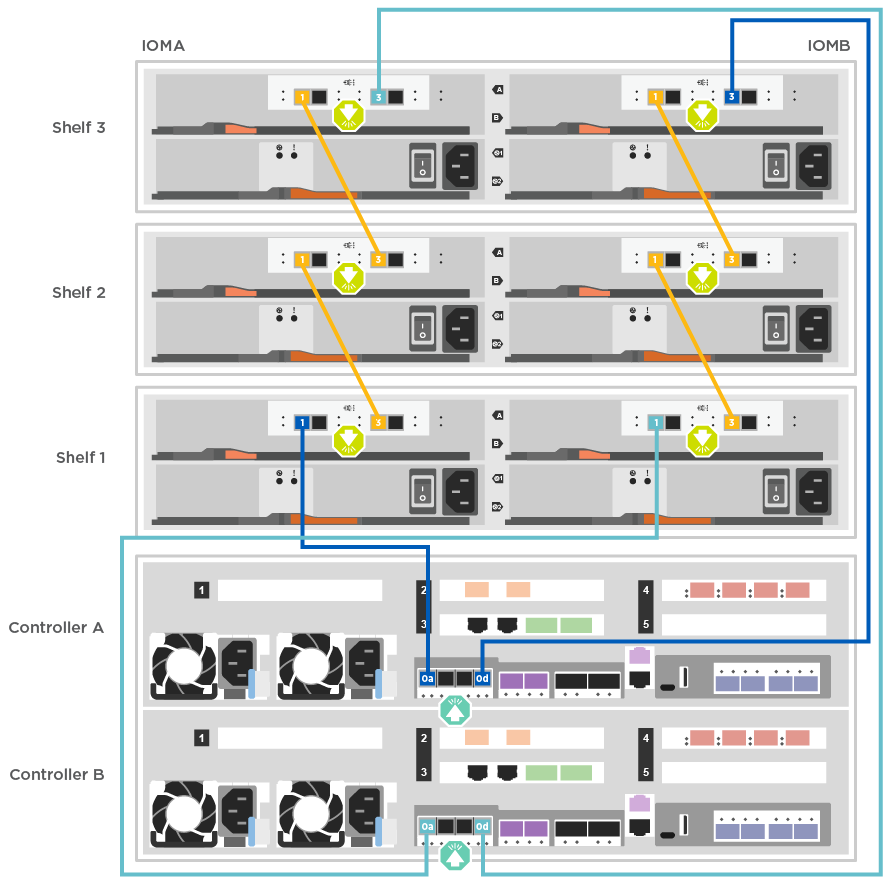 IOMA IOMB
Shelf 3
1 3 A 1 3
B
Shelf 2
1 3 A 1 3
B
Shelf 1
1 3 A 1 3
B
Controller A
1 2 4
3 5
0a 0d
Controller B
1 2 4
3 5
0a 0d